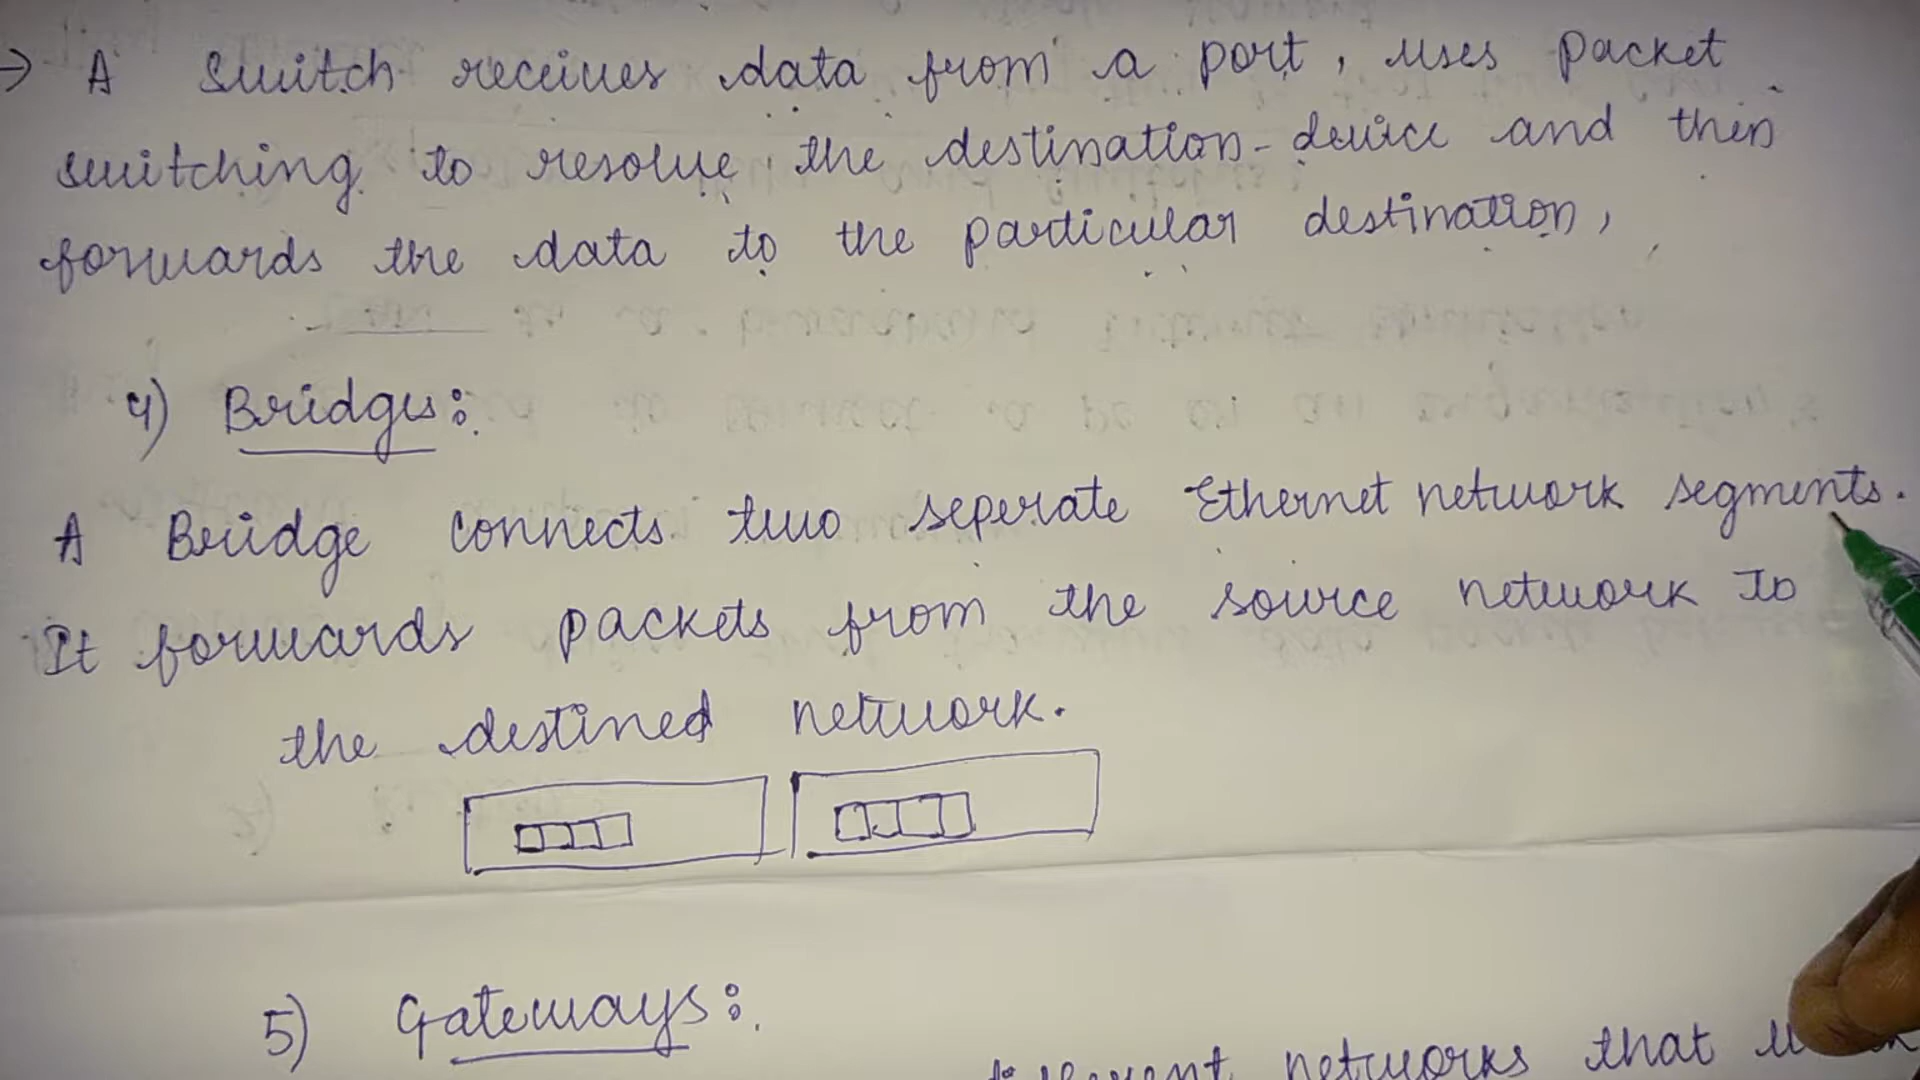 → A Switch receives data from a port, uses Packet
switching to resolve the destination-device and then
forwards the data to the particular destination,
4) Bridges:
A Bridge connects two seperate Ethernet network segments.
It forwards packets from the source network to
the destined network.
5) Gateways:
networks that